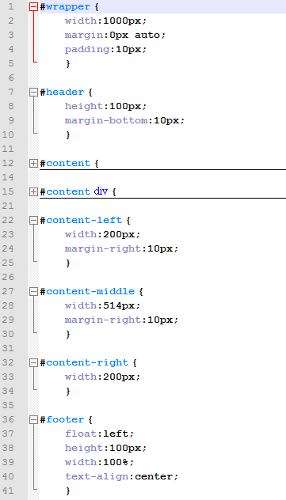 1 #wrapper {
2 width:1000px;
3 margin:0px auto;
4 padding:10px;
5 }
6
7 #header {
8 height:100px;
9 margin-bottom:10px;
10 }
11
12 #content {
14
15 #content div {
21
22 #content-left {
23 width:200px;
24 margin-right:10px;
25 }
26
27 #content-middle {
28 width:514px;
29 margin-right:10px;
30 }
31
32 #content-right {
33 width:200px;
34 }
35
36 #footer {
37 float:left;
38 height:100px;
39 width:100%;
40 text-align:center;
41 }